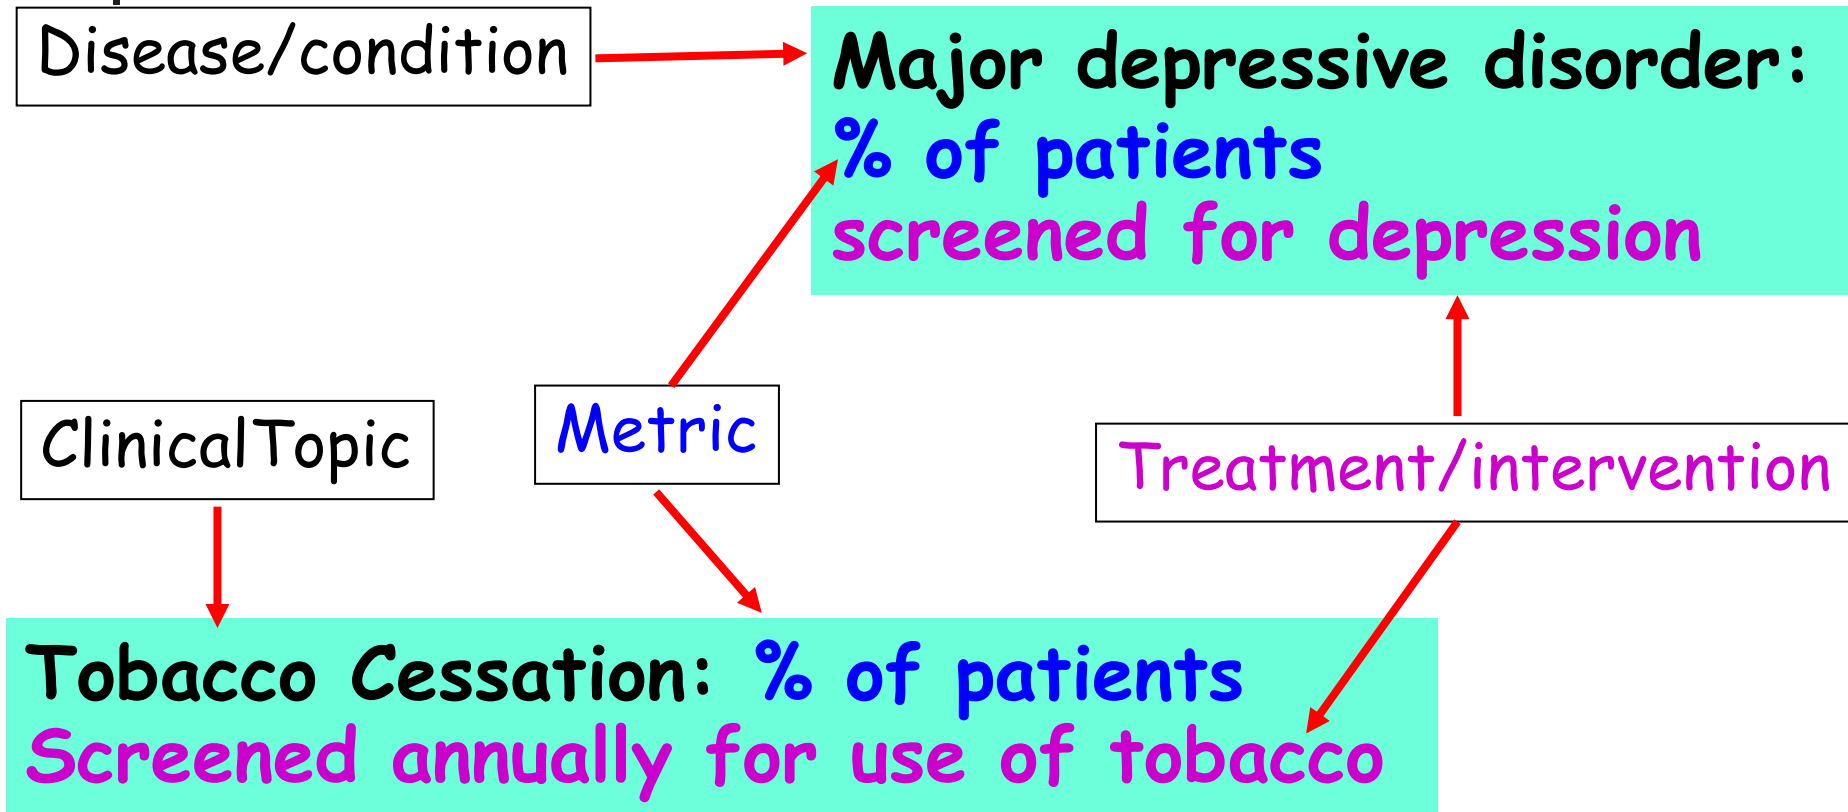 Disease/condition
Major depressive disorder:
% of patients
screened for depression
ClinicalTopic
Metric
Treatment/intervention
Tobacco Cessation: % of patients
Screened annually for use of tobacco